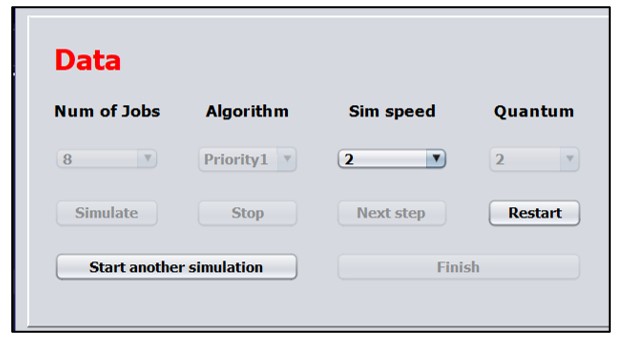 Data
Num of Jobs Algorithm Sim speed Quantum
8 Priority1 2 2
Simulate Stop Next step Restart
Start another simulation Finish